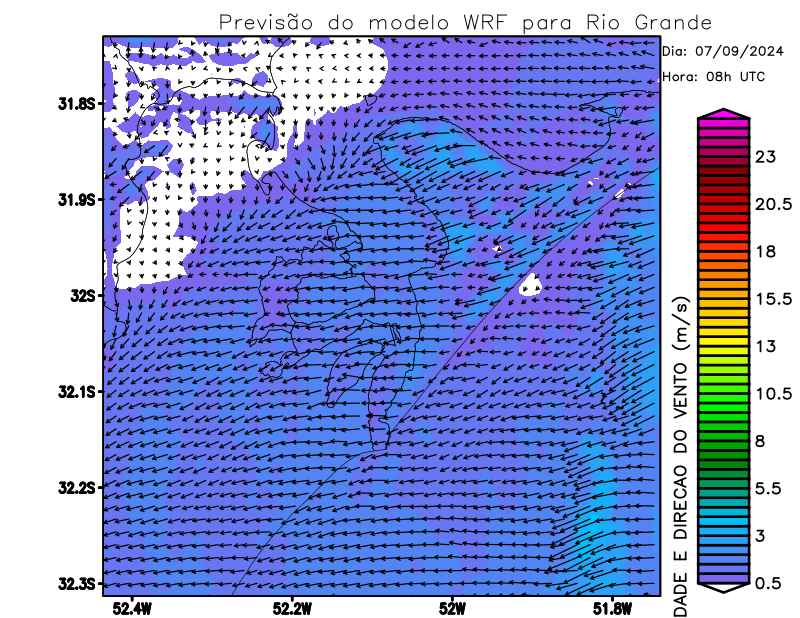 Previsão do modelo WRF para Rio Grande
Dia: 07/09/2024
Hora: 08h UTC
31.8S
31.9S
32S
32.1S
32.2S
32.3S
52.4W
52.2W
52W
51.8W
23
20.5
18
15.5
13
10.5
8
5.5
3
0.5
DADE E DIRECAO DO VENTO (m/s)